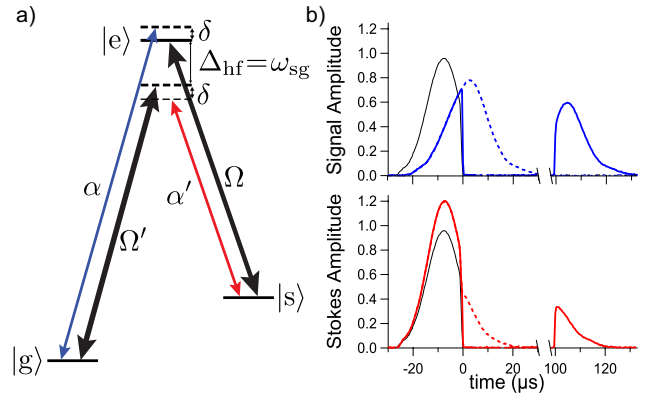 a)
|e⟩
δ
Δhf=ωsg
δ
α
Ω′
α′
Ω
|s⟩
|g⟩
b)
Signal Amplitude
1.2
1.0
0.8
0.6
0.4
0.2
0.0
Stokes Amplitude
1.2
1.0
0.8
0.6
0.4
0.2
0.0
-20 0 20 100 120
time (µs)